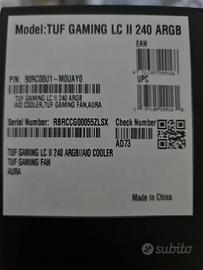 Model:TUF GAMING LC II 240 ARGB
EAN
P/N: 90RC00U1-M0UAY0
UPC
TUF GAMING LC II 240 ARGB
AIO COOLER,TUF GAMING FAN,AURA
Serial Number: RBRCCG00055ZLSX
Check Number
AD73
TUF GAMING LC II 240 ARGB//AIO COOLER
TUF GAMING FAN
AURA
Made in China
subito